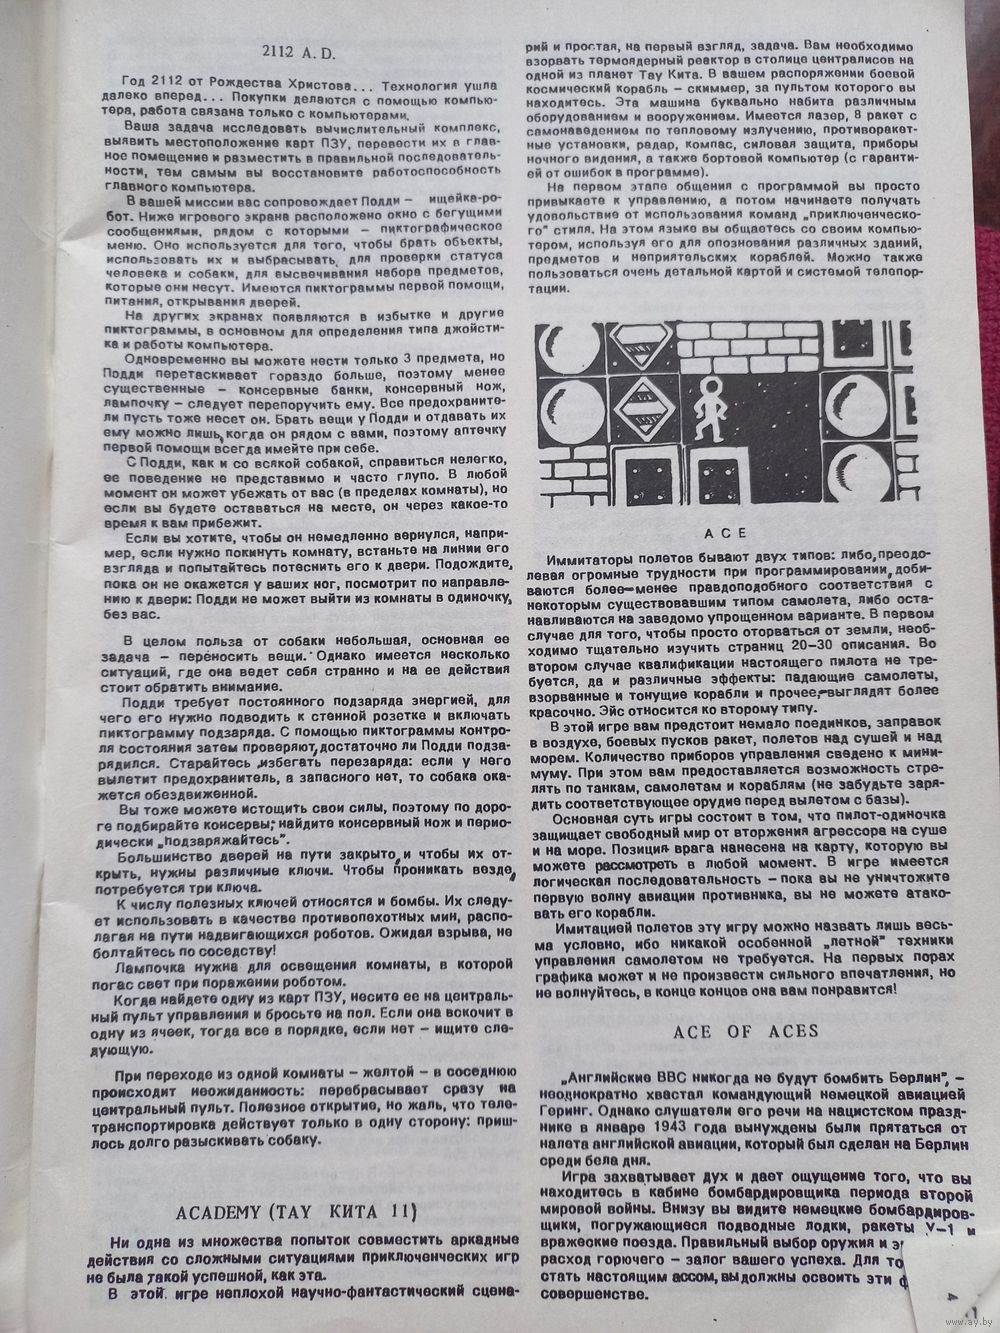 2112 A. D.
Год 2112 от Рождества Христова... Технология ушла
далеко вперед... Покупки делаются с помощью компью-
тера, работа связана только с компьютерами.
Ваша задача исследовать вычислительный комплекс,
выявить местоположение карт ПЗУ, перевести их в глав-
ное помещение и разместить в правильной последователь-
ности, тем самым вы восстановите работоспособность
главного компьютера.
В вашей миссии вас сопровождаетПодди – ищейка-ро-
бот. Ниже игрового экрана расположено окно с бегущими
сообщениями, рядом с которыми – пиктографическое
меню. Оно используется для того, чтобы брать объекты,
использовать их и выбрасывать, для проверки статуса
человека и собаки, для высвечивания набора предметов,
которые они несут. Имеются пиктограммы первой помощи,
питания, открывания дверей.
На других экранах появляются в избытке и другие
пиктограммы, в основном для определения типа джойсти-
ка и работы компьютера.
Одновременно вы можете нести только 3 предмета, но
Подди перетаскивает гораздо больше, поэтому менее
существенные – консервные банки, консервный нож,
лампочку – следует перепоручить ему. Все предохраните-
ли пусть тоже несет он. Брать вещи у Подди и отдавать их
ему можно лишь, когда он рядом с вами, поэтому аптечку
первой помощи всегда имейте при себе.
С Подди, как и со всякой собакой, справиться нелегко,
ее поведение не представимо и часто глупо. В любой
момент он может убежать от вас (в пределах комнаты), но
если вы будете оставаться на месте, он через какое-то
время к вам прибежит.
Если вы хотите, чтобы он немедленно вернулся, напри-
мер, если нужно покинуть комнату, встаньте на линии его
взгляда и попытайтесь потеснить его к двери. Подождите,
пока он не окажется у ваших ног, посмотрит по направле-
нию к двери: Подди не может выйти из комнаты в одиночку,
без вас.
В целом польза от собаки небольшая, основная ее
задача – переносить вещи. Однако имеется несколько
ситуаций, где она ведет себя странно и на ее действия
стоит обратить внимание.
Подди требует постоянного подзаряда энергией, для
чего его нужно подводить к стенной розетке и включать
пиктограмму подзаряда. С помощью пиктограммы контро-
ля состояния затем проверяют, достаточно ли Подди подза-
рядился. Старайтесь избегать перезаряда: если у него
вылетит предохранитель, а запасного нет, то собака ока-
жется обездвиженной.
Вы тоже можете истощить свои силы, поэтому по доро-
ге подбирайте консервы; найдите консервный нож и перио-
дически „подзаряжайтесь".
Большинство дверей на пути закрыто, и чтобы их от-
крыть, нужны различные ключи. Чтобы проникать везде,
потребуется три ключа.
К числу полезных ключей относятся и бомбы. Их следу-
ет использовать в качестве противопехотных мин, распо-
лагая на пути надвигающихся роботов. Ожидая взрыва, не
болтайтесь по соседству!
Лампочка нужна для освещения комнаты, в которой
погас свет при поражении роботом.
Когда найдете одну из карт ПЗУ, несите ее на централь-
ный пульт управления и бросьте на пол. Если она вскочит в
одну из ячеек, тогда все в порядке, если нет – ищите сле-
дующую.
При переходе из одной комнаты – желтой – в соседнюю
происходит неожиданность: перебрасывает сразу на
центральный пульт. Полезное открытие, но жаль, что теле-
транспортировка действует только в одну сторону: приш-
лось долго разыскивать собаку.
ACADEMY (ТАУ КИТА 11)
Ни одна из множества попыток совместить аркадные
действия со сложными ситуациями приключенческих игр
не была такой успешной, как эта.
В этой игре неплохой научно-фантастический сцена-
рий и простая, на первый взгляд, задача. Вам необходимо
взорвать термоядерный реактор в столице централисов на
одной из планет Тау Кита. В вашем распоряжении боевой
космический корабль – скиммер, за пультом которого вы
находитесь. Эта машина буквально набита различным
оборудованием и вооружением. Имеется лазер, 8 ракет с
самонаведением по тепловому излучению, противоракет-
ные установки, радар, компас, силовая защита, приборы
ночного видения, а также бортовой компьютер (с гаранти-
ей от ошибок в программе).
На первом этапе общения с программой вы просто
привыкаете к управлению, а потом начинаете получать
удовольствие от использования команд „приключенческо-
го" стиля. На этом языке вы общаетесь со своим компью-
тером, используя его для опознования различных зданий,
предметов и неприятельских кораблей. Можно также
пользоваться очень детальной картой и системой телепор-
тации.
ACE
Иммитаторы полетов бывают двух типов: либо, преодо-
левая огромные трудности при программировании, доби-
ваются более-менее правдоподобного соответствия с
некоторым существовавшим типом самолета, либо оста-
навливаются на заведомо упрощенном варианте. В первом
случае для того, чтобы просто оторваться от земли, необ-
ходимо тщательно изучить страниц 20-30 описания. Во
втором случае квалификации настоящего пилота не тре-
буется, да и различные эффекты: падающие самолеты,
взорванные и тонущие корабли и прочее, – выглядят более
красочно. Эйс относится ко второму типу.
В этой игре вам предстоит немало поединков, заправок
в воздухе, боевых пусков ракет, полетов над сушей и над
морем. Количество приборов управления сведено к мини-
муму. При этом вам предоставляется возможность стре-
лять по танкам, самолетам и кораблям (не забудьте заря-
дить соответствующее орудие перед вылетом с базы).
Основная суть игры состоит в том, что пилот-одиночка
защищает свободный мир от вторжения агрессора на суше
и на море. Позиция врага нанесена на карту, которую вы
можете рассмотреть в любой момент. В игре имеется
логическая последовательность – пока вы не уничтожите
первую волну авиации противника, вы не можете атако-
вать его корабли.
Имитацией полетов эту игру можно назвать лишь весь-
ма условно, ибо никакой особенной „летной" техники
управления самолетом не требуется. На первых порах
графика может и не произвести сильного впечатления, но
не волнуйтесь, в конце концов она вам понравится!
ACE OF ACES
„Английские ВВС никогда не будут бомбить Берлин", –
неоднократно хвастал командующий немецкой авиацией
Геринг. Однако слушатели его речи на нацистском празд-
нике в январе 1943 года вынуждены были прятаться от
налета английской авиации, который был сделан на Берлин
среди бела дня.
Игра захватывает дух и дает ощущение того, что вы
находитесь в кабине бомбардировщика периода второй
мировой войны. Внизу вы видите немецкие бомбардиров-
щики, погружающиеся подводные лодки, ракеты V-1 и
вражеские поезда. Правильный выбор оружия и
расход горючего – залог вашего успеха. Для
стать настоящим ассом, вы должны освоить эти
совершенстве.
4
www.ay.by